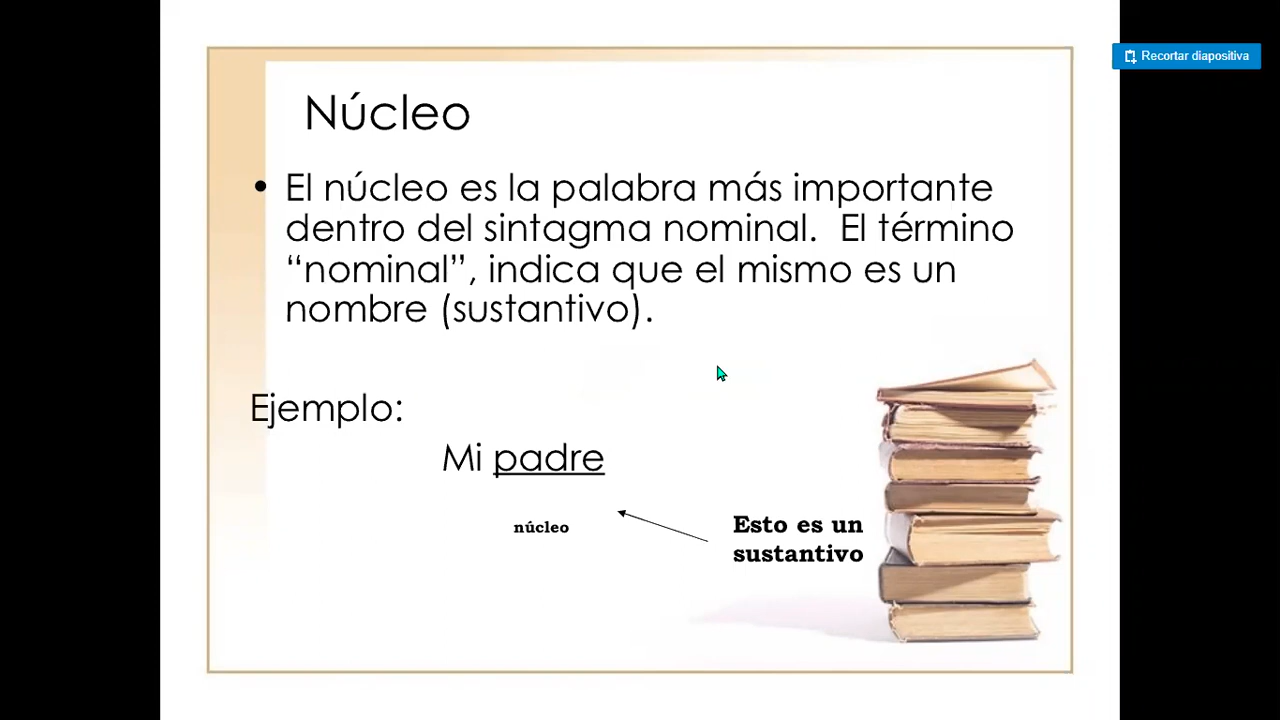 Recortar diapositiva
Núcleo
• El núcleo es la palabra más importante
dentro del sintagma nominal.  El término
“nominal”, indica que el mismo es un
nombre (sustantivo).
Ejemplo:
Mi padre
núcleo
Esto es un
sustantivo